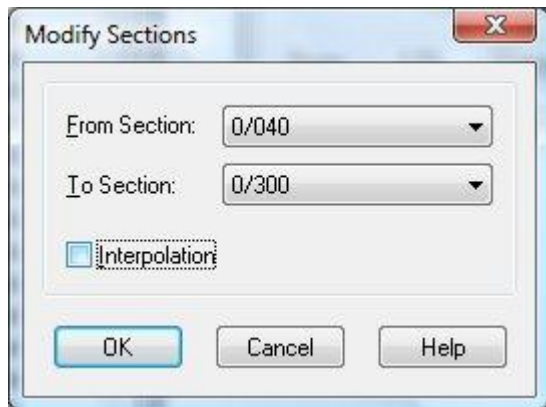 Modify Sections
From Section: 0/040
To Section: 0/300
Interpolation
OK Cancel Help